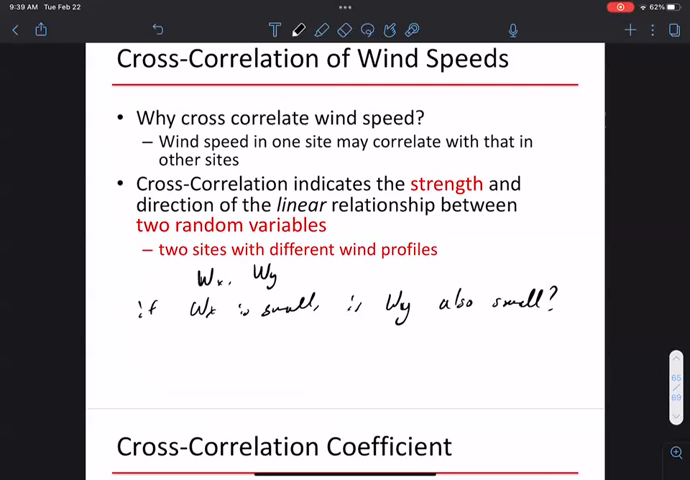 9:39 AM Tue Feb 22
62%
Cross-Correlation of Wind Speeds
• Why cross correlate wind speed?
– Wind speed in one site may correlate with that in
other sites
• Cross-Correlation indicates the strength and
direction of the linear relationship between
two random variables
– two sites with different wind profiles
Wx, Wy
if Wx is small, is Wy also small?
65
/
69
Cross-Correlation Coefficient